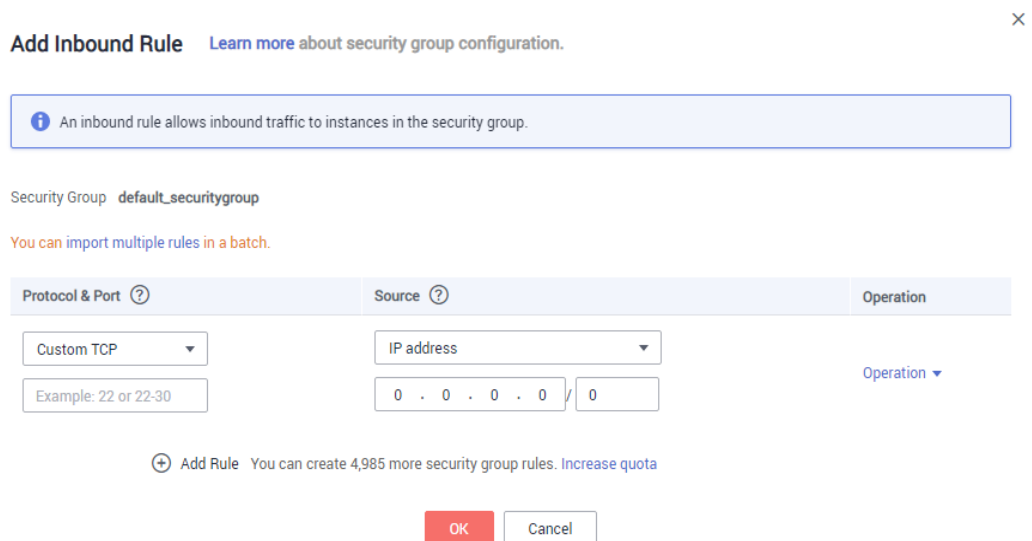 Add Inbound Rule Learn more about security group configuration.
An inbound rule allows inbound traffic to instances in the security group.
Security Group default_securitygroup
You can import multiple rules in a batch.
Protocol & Port ? Source ? Operation
Custom TCP IP address
Operation
Example: 22 or 22-30 0 . 0 . 0 . 0 / 0
Add Rule You can create 4,985 more security group rules. Increase quota
OK Cancel